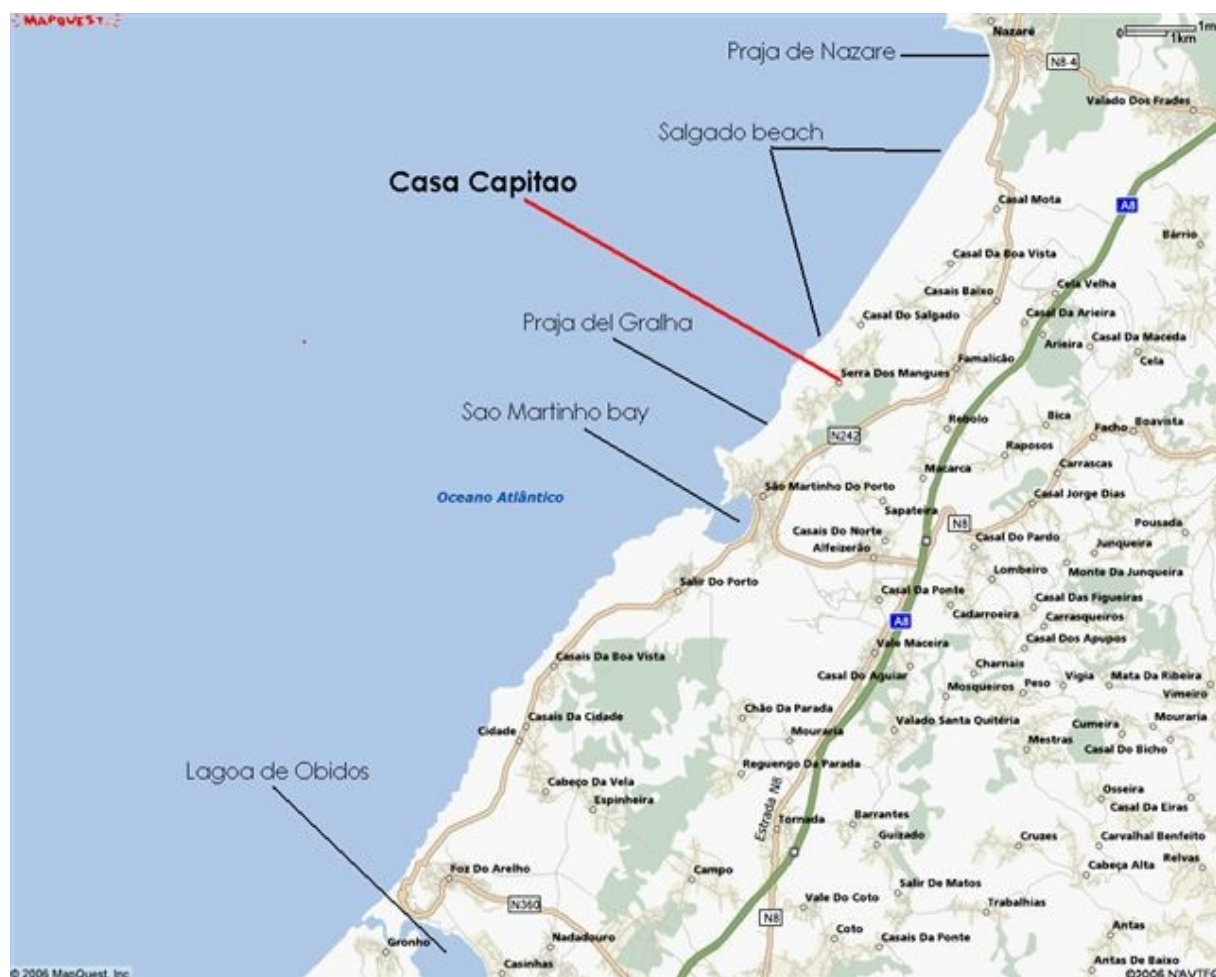 MAPQUEST
Nazaré
0
1mi
1km
Praja de Nazare
N8-4
Valado Dos Frades
Salgado beach
Casa Capitao
Casal Mota
A8
Bárrio
Casal Da Boa Vista
Cela Velha
Casais Baixo
Casal Do Salgado
Casal Da Arieira
Praja del Gralha
Arieira
Casal Da Maceda
Cela
Famalicão
Serra Dos Mangues
Sao Martinho bay
Bica
Boavista
Rebolo
Facho
N242
Raposos
Carrascas
Macarca
São Martinho Do Porto
Oceano Atlântico
Casal Jorge Dias
Sapateira
N8
Pousada
Casais Do Norte
Casal Do Pardo
Junqueira
Alfeizerão
Lombeiro
Monte Da Junqueira
Salir Do Porto
Casal Da Ponte
Casal Das Figueiras
Cadarroeira
Carrasqueiros
A8
Casal Dos Apupos
Vale Maceira
Casais Da Boa Vista
Charnais
Casal Do Aguiar
Peso
Vigia
Mata Da Ribeira
Mosqueiros
Vimeiro
Chão Da Parada
Casais Da Cidade
Valado Santa Quitéria
Cumeira
Mouraria
Cidade
Mouraria
Mestras
Casal Do Bicho
Lagoa de Obidos
Reguengo Da Parada
Cabeço Da Vela
Osseira
Espinheira
Estrada N8
Casal Da Eiras
Tornada
Barrantes
Guizado
Cruzes
Carvalhal Benfeito
Foz Do Arelho
Campo
Cabeça Alta
Relvas
Salir De Matos
N360
Vale Do Coto
Trabalhias
N8
Antas
Gronho
Nadadouro
Coto
Casais Da Ponte
Casinhas
Antas De Baixo
© 2006 MapQuest, Inc
©2006 NAVTEQ